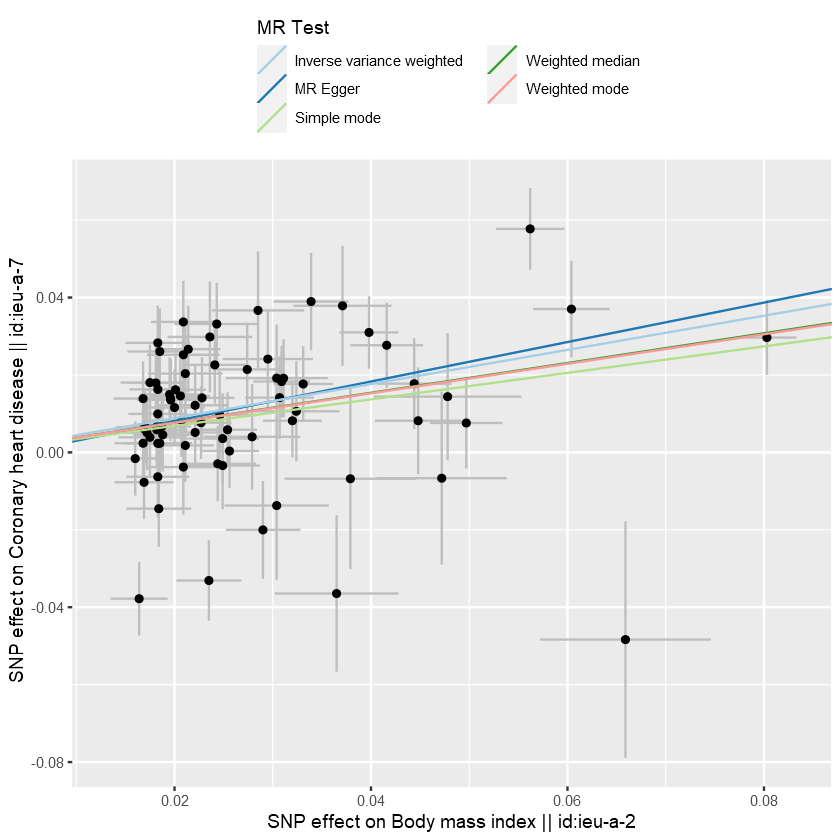 MR Test
Inverse variance weighted
Weighted median
MR Egger
Weighted mode
Simple mode
SNP effect on Coronary heart disease || id:ieu-a-7
0.04
0.00
-0.04
-0.08
0.02
0.04
0.06
0.08
SNP effect on Body mass index || id:ieu-a-2